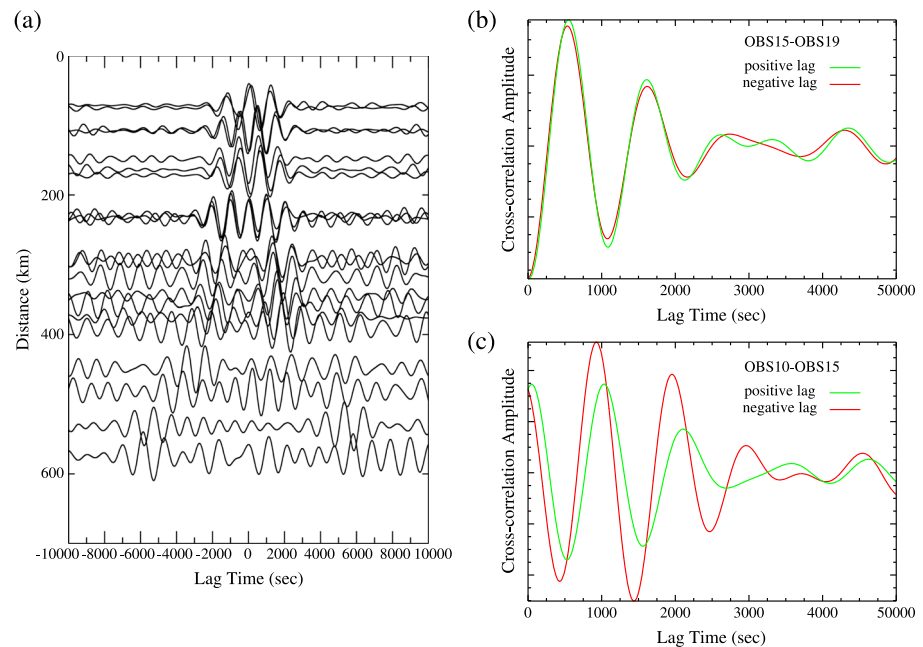 (a)
0
200
400
600
Distance (km)
-10000 -8000 -6000 -4000 -2000 0 2000 4000 6000 8000 10000
Lag Time (sec)
(b)
OBS15-OBS19
positive lag
negative lag
Cross-correlation Amplitude
0 1000 2000 3000 4000 50000
Lag Time (sec)
(c)
OBS10-OBS15
positive lag
negative lag
Cross-correlation Amplitude
0 1000 2000 3000 4000 50000
Lag Time (sec)